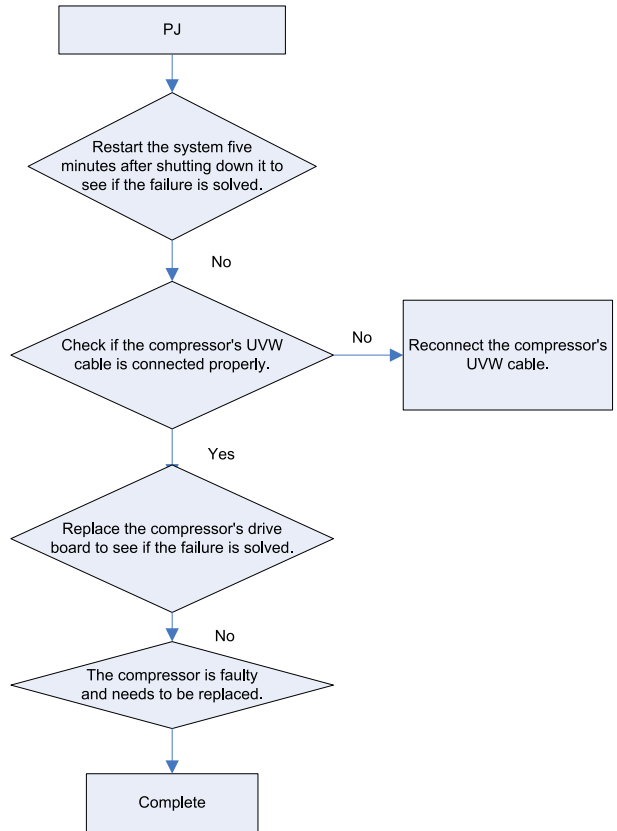 PJ
Restart the system five
minutes after shutting down it to
see if the failure is solved.
No
Check if the compressor's UVW
cable is connected properly.
No
Reconnect the compressor's
UVW cable.
Yes
Replace the compressor's drive
board to see if the failure is solved.
No
The compressor is faulty
and needs to be replaced.
Complete